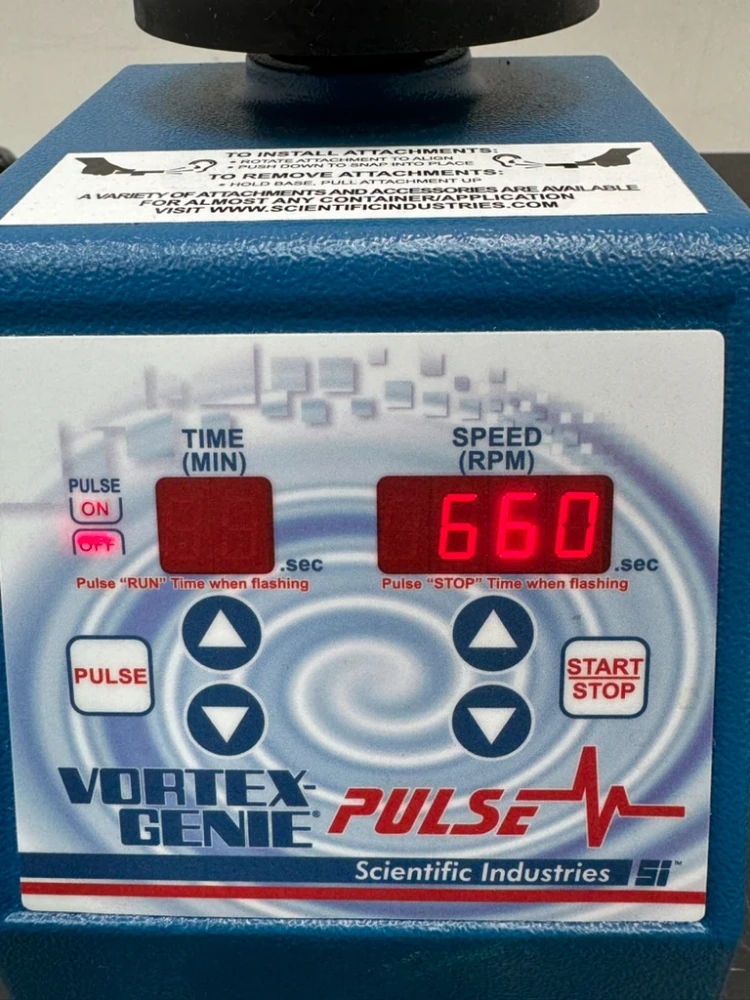 TO INSTALL ATTACHMENTS:
• ROTATE ATTACHMENT TO ALIGN
• PUSH DOWN TO SNAP INTO PLACE
TO REMOVE ATTACHMENTS:
• HOLD BASE, PULL ATTACHMENT UP
A VARIETY OF ATTACHMENTS AND ACCESSORIES ARE AVAILABLE
FOR ALMOST ANY CONTAINER/APPLICATION
VISIT WWW.SCIENTIFICINDUSTRIES.COM
TIME
(MIN)
SPEED
(RPM)
PULSE
ON
OFF
660
.sec
.sec
Pulse "RUN" Time when flashing
Pulse "STOP" Time when flashing
PULSE
START
STOP
VORTEX-
GENIE®
PULSE
Scientific Industries SI™